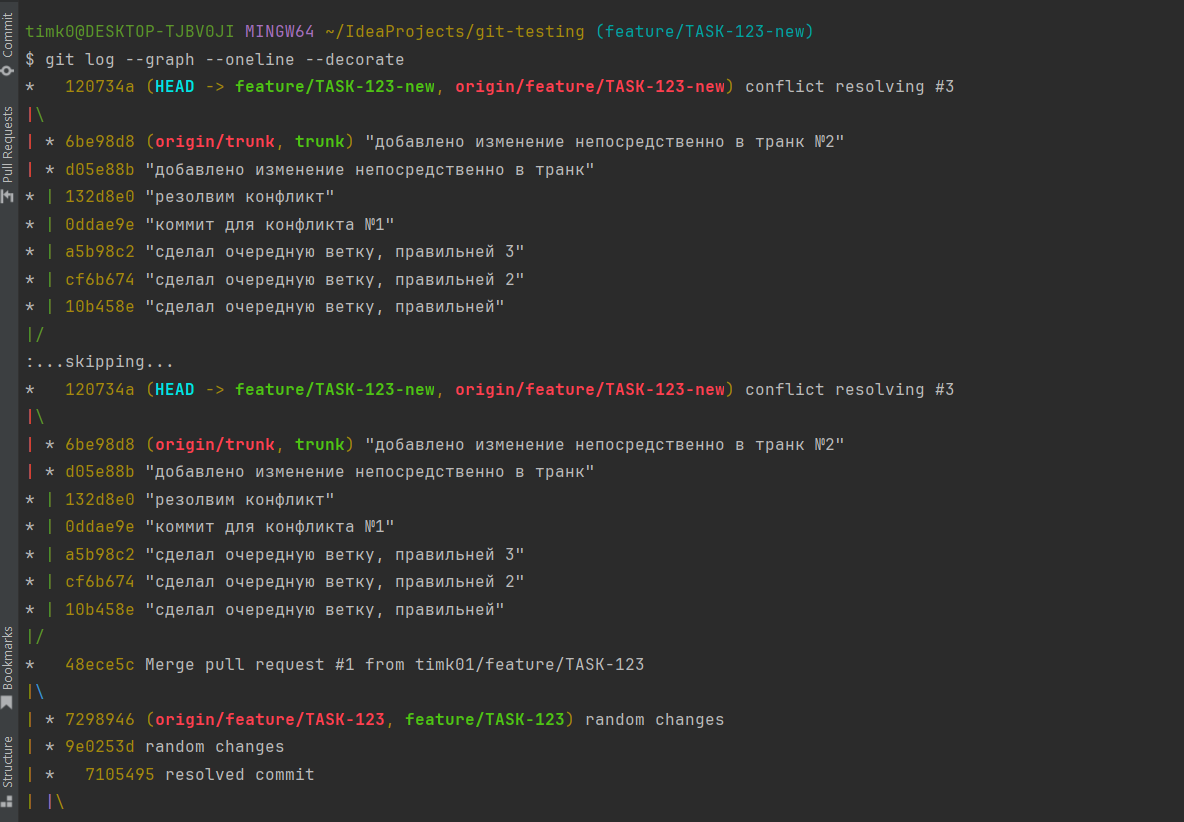 Commit
Pull Requests
Bookmarks
Structure
timk0@DESKTOP-TJBV0JI MINGW64 ~/IdeaProjects/git-testing (feature/TASK-123-new)
$ git log --graph --oneline --decorate
*   120734a (HEAD -> feature/TASK-123-new, origin/feature/TASK-123-new) conflict resolving #3
|\
| * 6be98d8 (origin/trunk, trunk) "добавлено изменение непосредственно в транк №2"
| * d05e88b "добавлено изменение непосредственно в транк"
* | 132d8e0 "резолвим конфликт"
* | 0ddae9e "коммит для конфликта №1"
* | a5b98c2 "сделал очередную ветку, правильней 3"
* | cf6b674 "сделал очередную ветку, правильней 2"
* | 10b458e "сделал очередную ветку, правильней"
|/
:...skipping...
*   120734a (HEAD -> feature/TASK-123-new, origin/feature/TASK-123-new) conflict resolving #3
|\
| * 6be98d8 (origin/trunk, trunk) "добавлено изменение непосредственно в транк №2"
| * d05e88b "добавлено изменение непосредственно в транк"
* | 132d8e0 "резолвим конфликт"
* | 0ddae9e "коммит для конфликта №1"
* | a5b98c2 "сделал очередную ветку, правильней 3"
* | cf6b674 "сделал очередную ветку, правильней 2"
* | 10b458e "сделал очередную ветку, правильней"
|/
*   48ece5c Merge pull request #1 from timk01/feature/TASK-123
|\
| * 7298946 (origin/feature/TASK-123, feature/TASK-123) random changes
| * 9e0253d random changes
| *   7105495 resolved commit
| |\